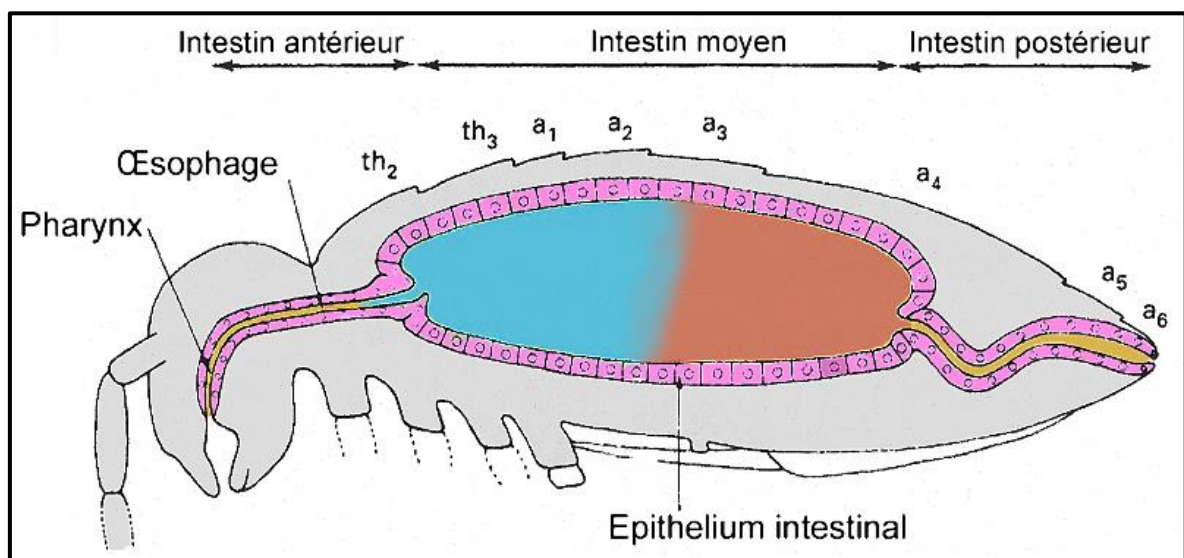 Intestin antérieur
Intestin moyen
Intestin postérieur
th₂
th₃
a₁
a₂
a₃
a₄
a₅
a₆
Œsophage
Pharynx
Epithelium intestinal